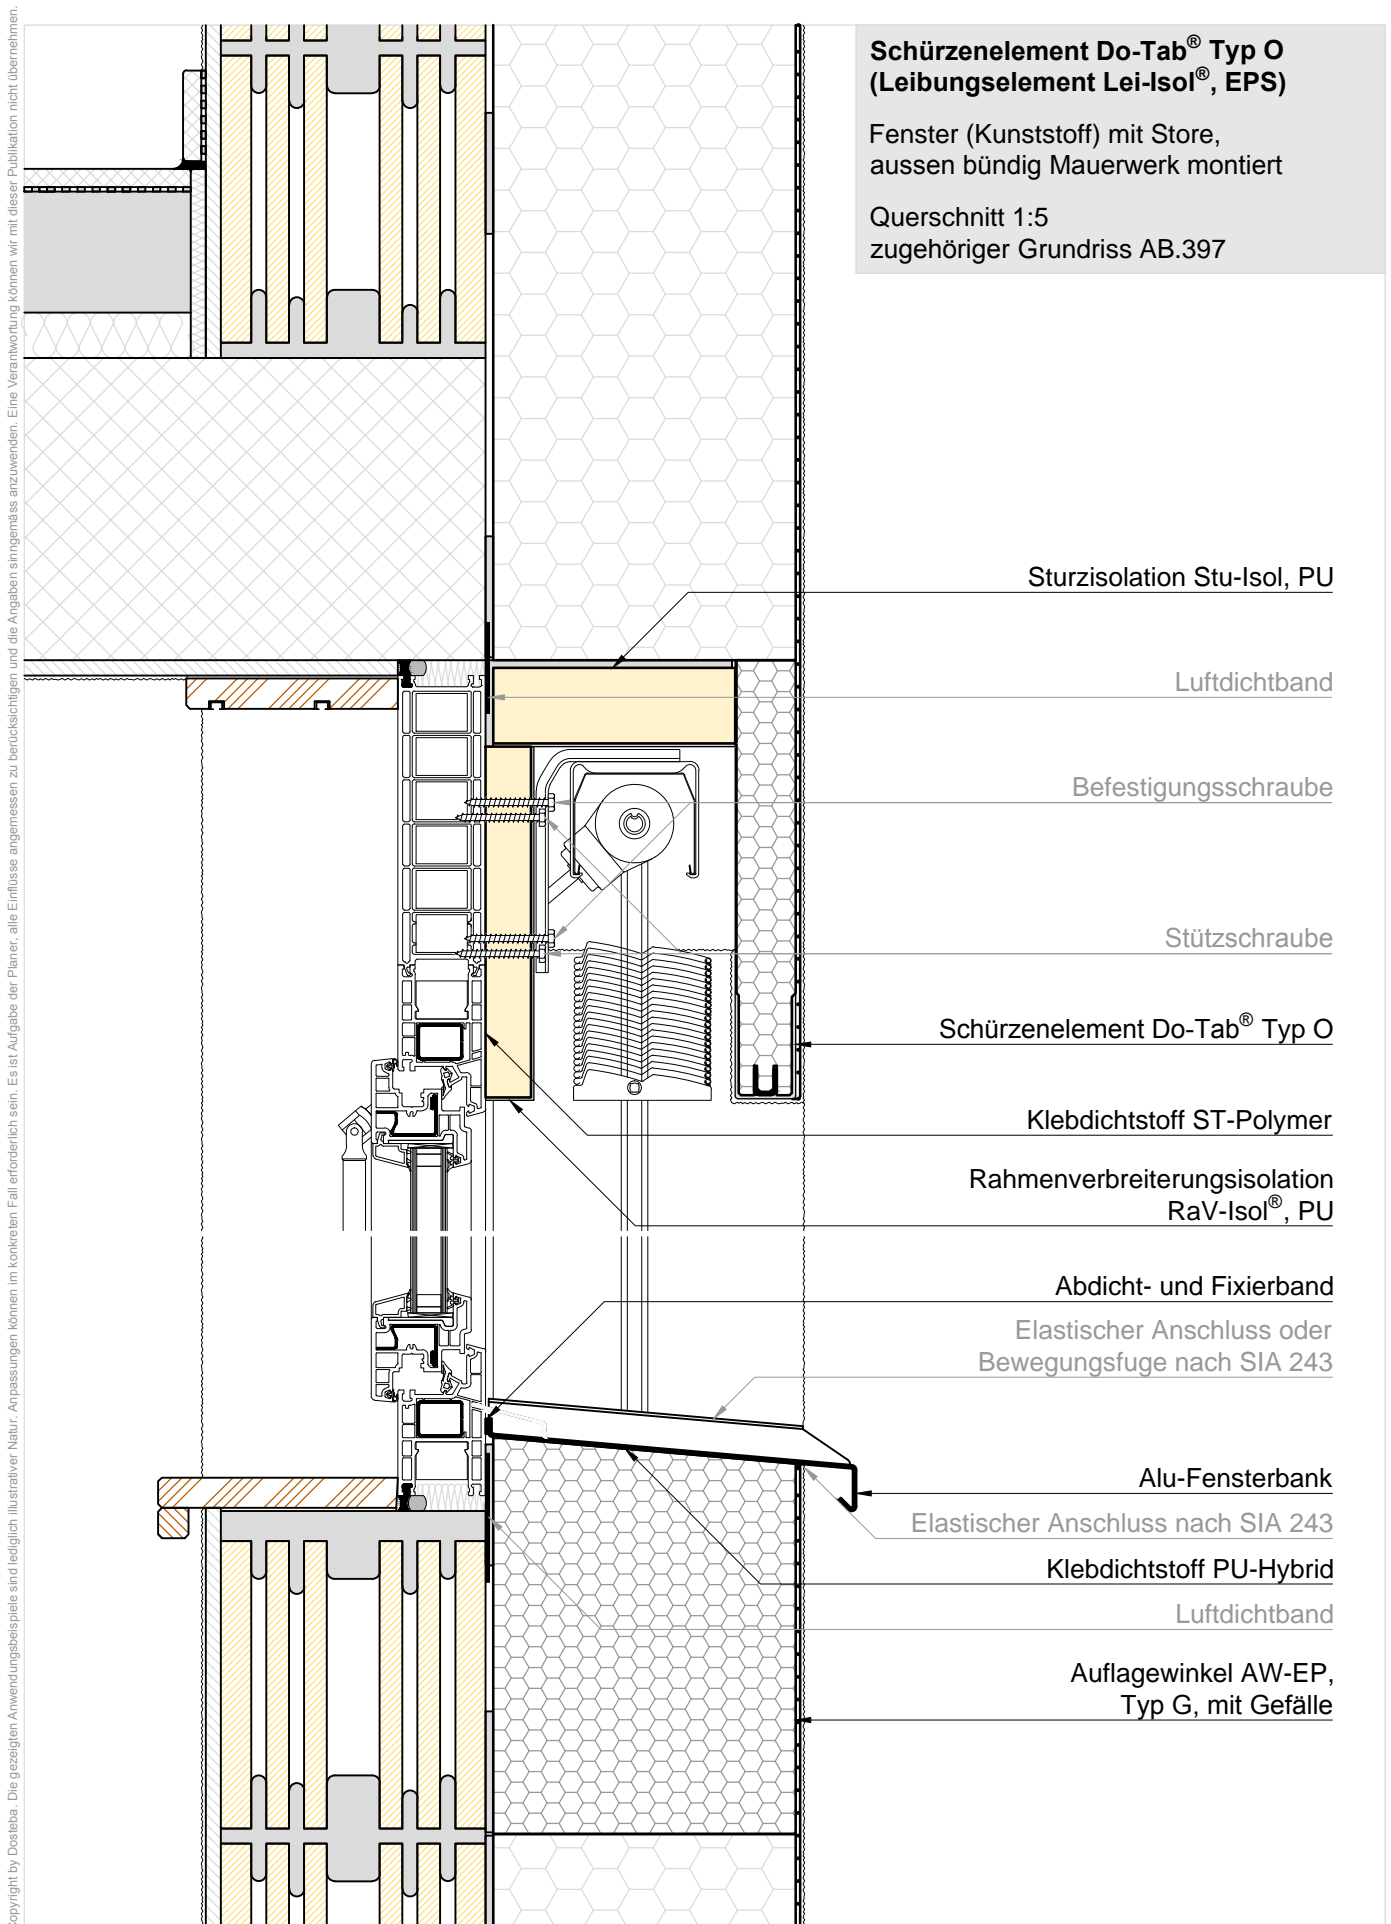 Schürzenelement Do-Tab® Typ O
(Leibungselement Lei-Isol®, EPS)
Fenster (Kunststoff) mit Store,
aussen bündig Mauerwerk montiert
Querschnitt 1:5
zugehöriger Grundriss AB.397
Sturzisolation Stu-Isol, PU
Luftdichtband
Befestigungsschraube
Stützschraube
Schürzenelement Do-Tab® Typ O
Klebdichtstoff ST-Polymer
Rahmenverbreiterungsisolation
RaV-Isol®, PU
Abdicht- und Fixierband
Elastischer Anschluss oder
Bewegungsfuge nach SIA 243
Alu-Fensterbank
Elastischer Anschluss nach SIA 243
Klebdichtstoff PU-Hybrid
Luftdichtband
Auflagewinkel AW-EP,
Typ G, mit Gefälle
Copyright by Dosteba. Die gezeigten Anwendungsbeispiele sind lediglich illustrativer Natur. Anpassungen können im konkreten Fall erforderlich sein. Es ist Aufgabe der Planer, alle Einflüsse angemessen zu berücksichtigen und die Angaben sinngemäss anzuwenden. Eine Verantwortung können wir mit dieser Publikation nicht übernehmen.